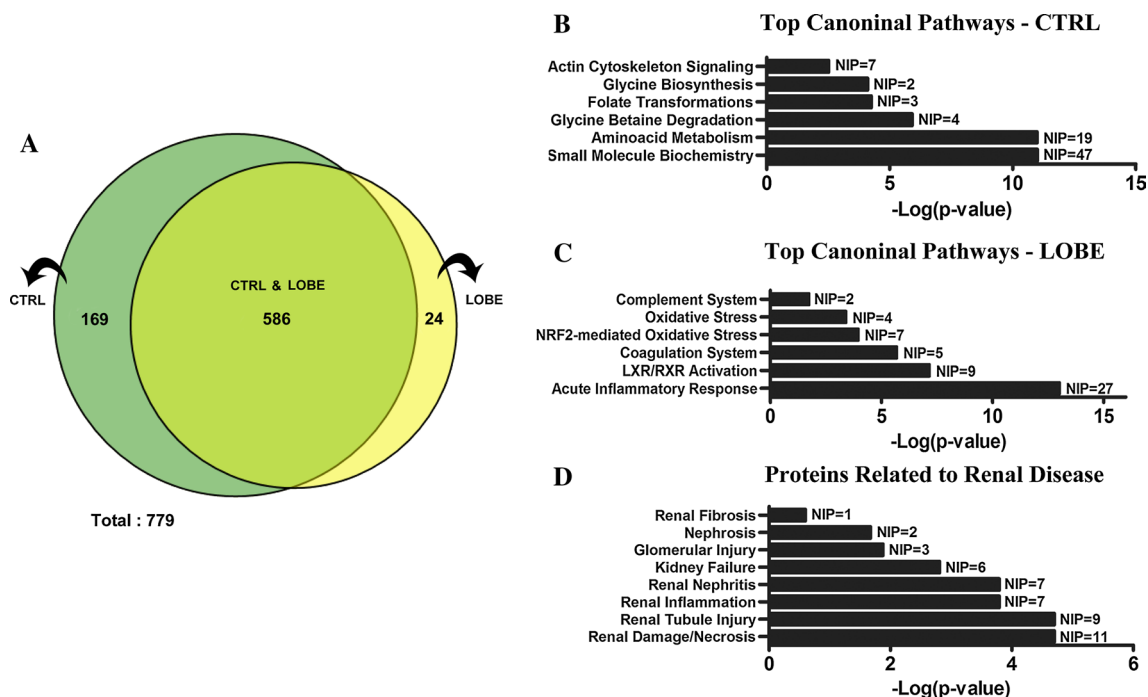 A
CTRL
169
CTRL & LOBE
586
24
LOBE
Total : 779
B
Top Canoninal Pathways - CTRL
Actin Cytoskeleton Signaling NIP=7
Glycine Biosynthesis NIP=2
Folate Transformations NIP=3
Glycine Betaine Degradation NIP=4
Aminoacid Metabolism NIP=19
Small Molecule Biochemistry NIP=47
0 5 10 15
-Log(p-value)
C
Top Canoninal Pathways - LOBE
Complement System NIP=2
Oxidative Stress NIP=4
NRF2-mediated Oxidative Stress NIP=7
Coagulation System NIP=5
LXR/RXR Activation NIP=9
Acute Inflammatory Response NIP=27
0 5 10 15
-Log(p-value)
D
Proteins Related to Renal Disease
Renal Fibrosis NIP=1
Nephrosis NIP=2
Glomerular Injury NIP=3
Kidney Failure NIP=6
Renal Nephritis NIP=7
Renal Inflammation NIP=7
Renal Tubule Injury NIP=9
Renal Damage/Necrosis NIP=11
0 2 4 6
-Log(p-value)